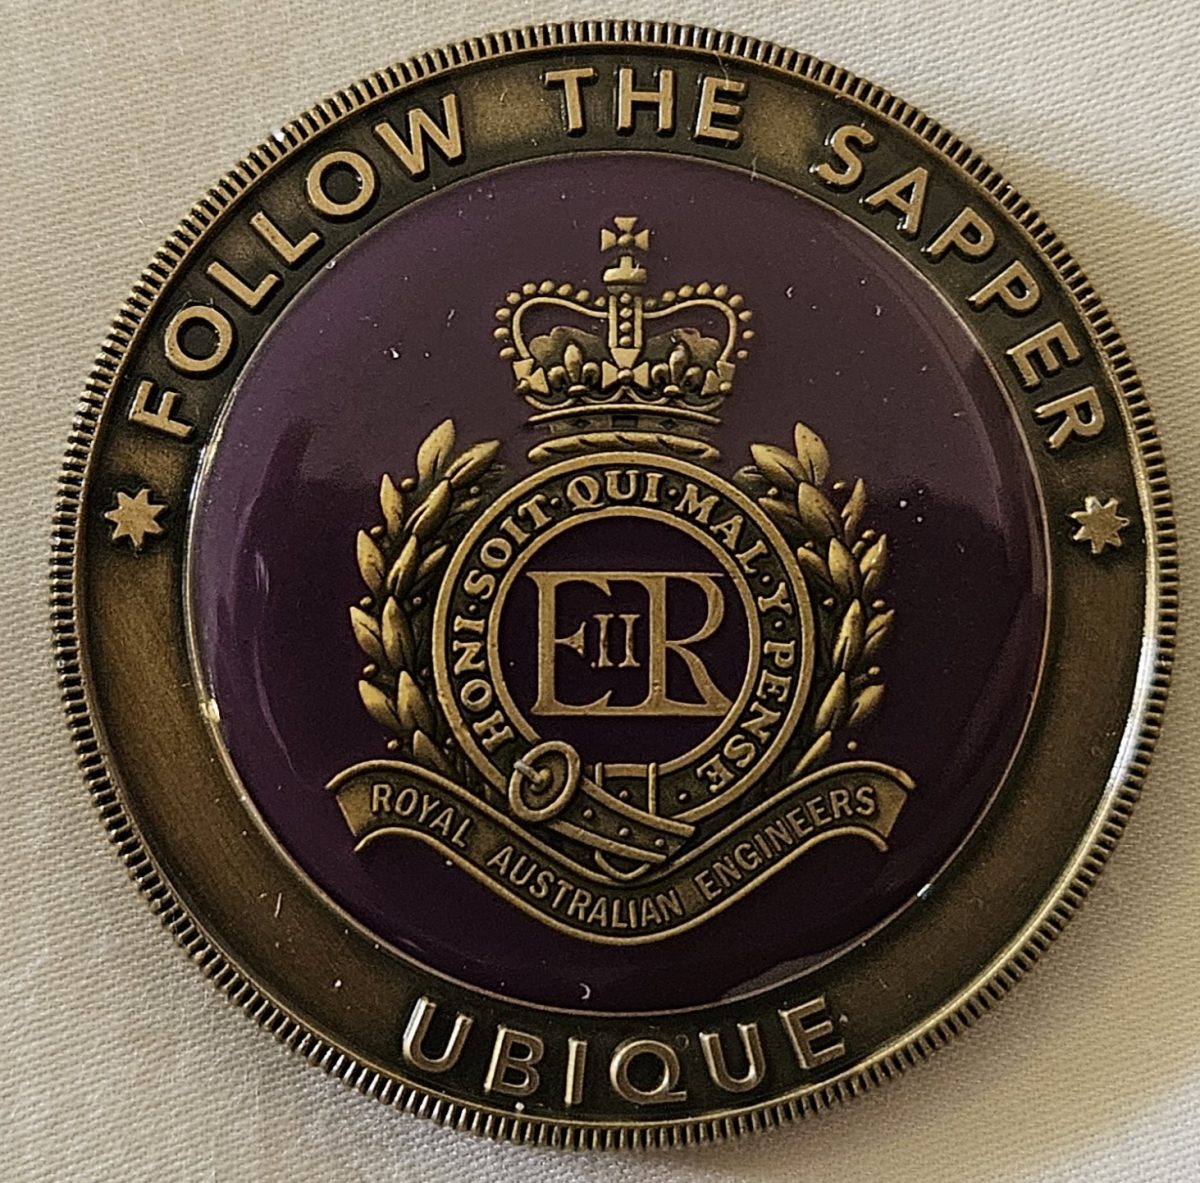 FOLLOW THE SAPPER
HONI·SOIT·QUI·MAL·Y·PENSE
EIIR
ROYAL AUSTRALIAN ENGINEERS
UBIQUE